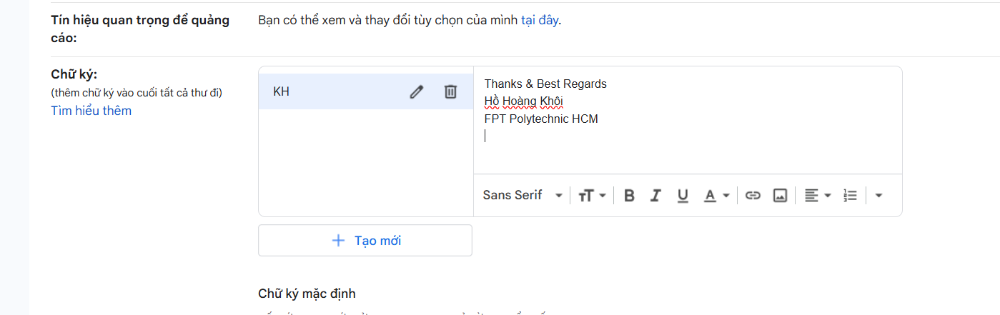 Tín hiệu quan trọng để quảng cáo:
Bạn có thể xem và thay đổi tùy chọn của mình tại đây.
Chữ ký:
(thêm chữ ký vào cuối tất cả thư đi)
Tìm hiểu thêm
KH
Thanks & Best Regards
Hồ Hoàng Khôi
FPT Polytechnic HCM
Sans Serif
Tạo mới
Chữ ký mặc định